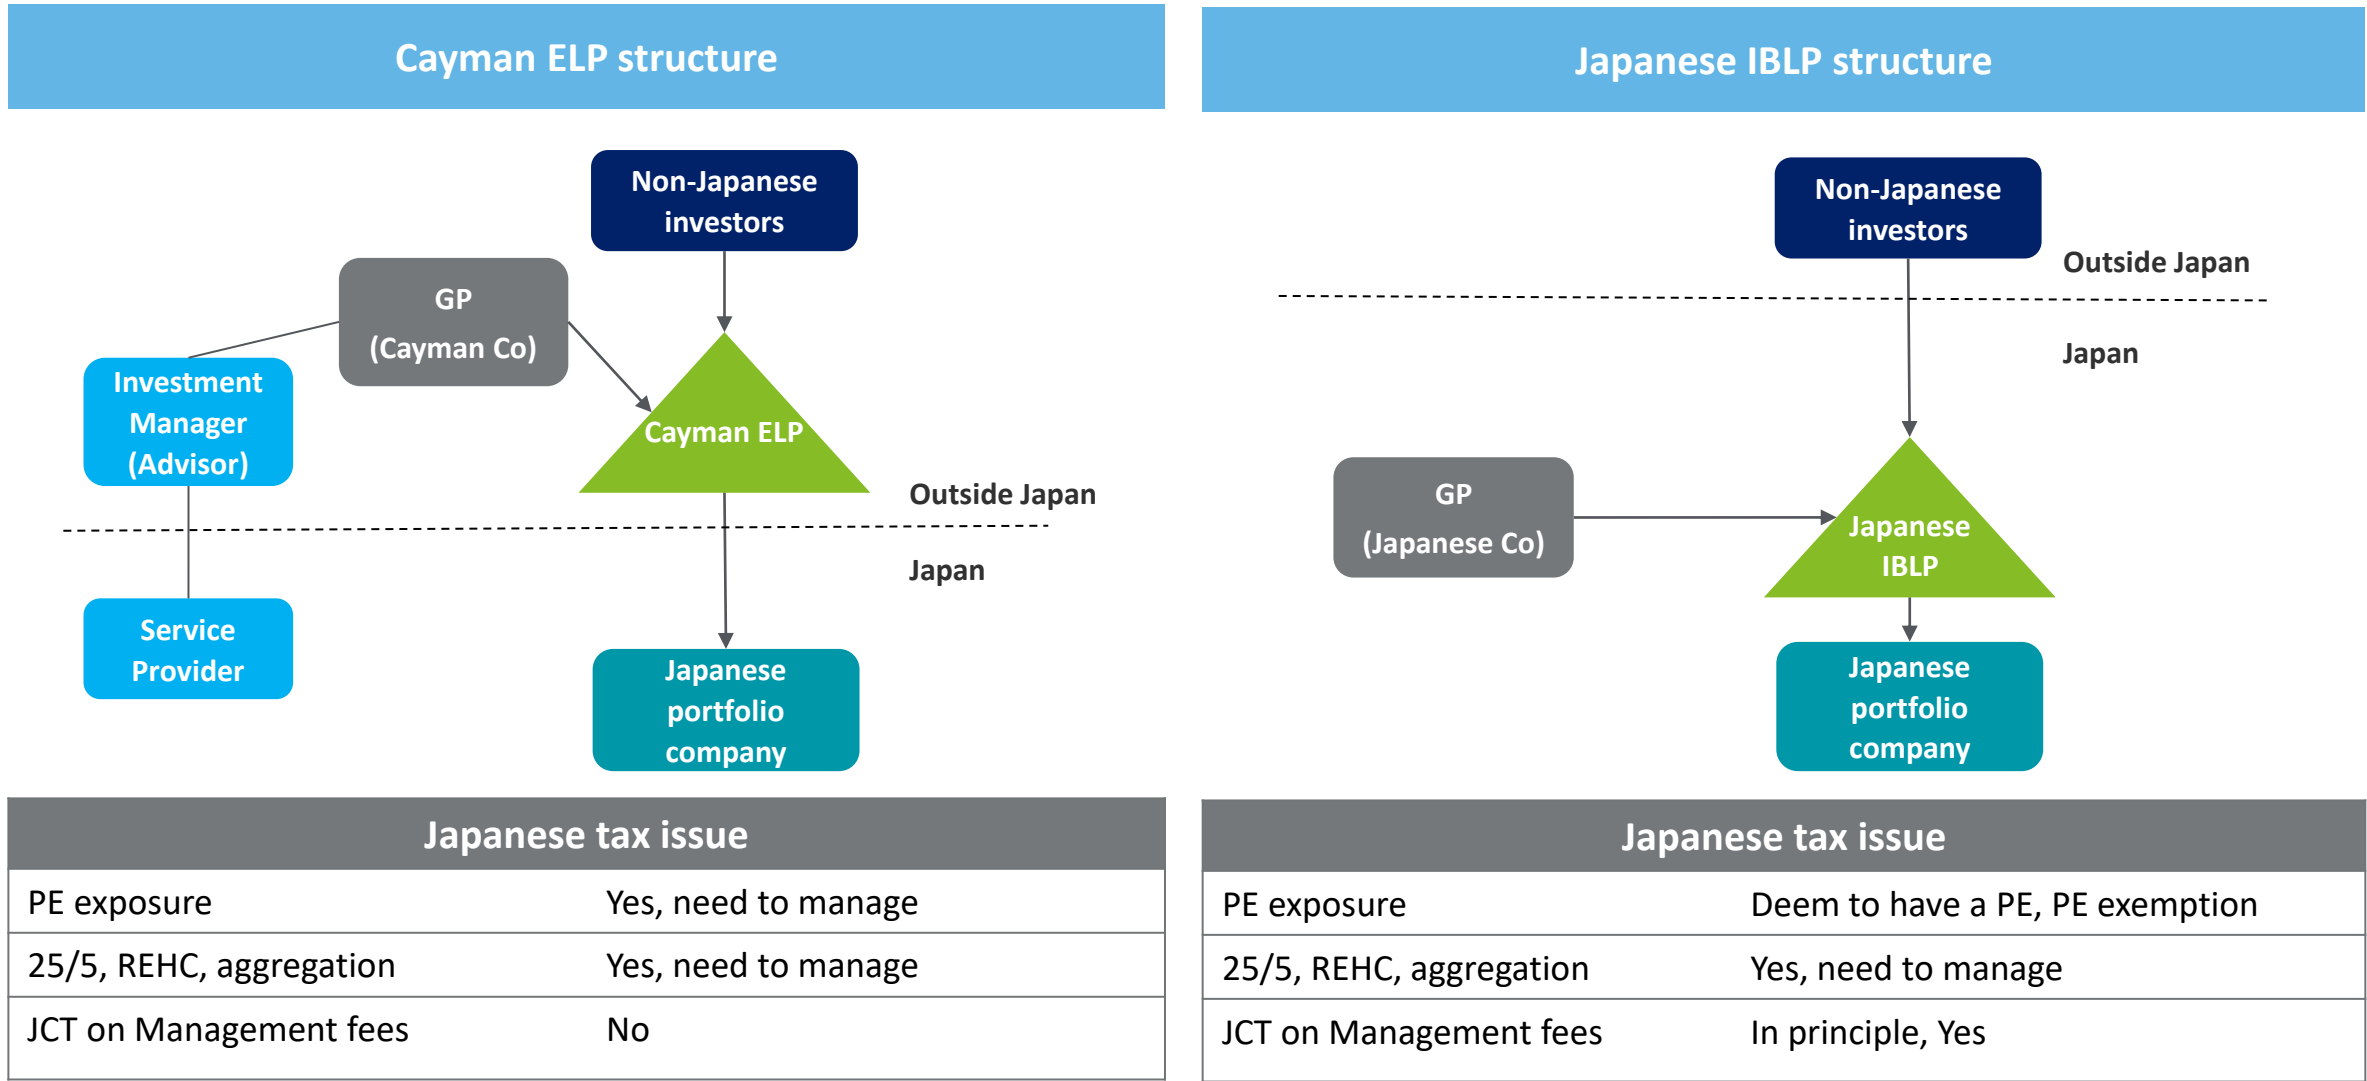 Cayman ELP structure
Non-Japanese
investors
GP
(Cayman Co)
Investment
Manager
(Advisor)
Cayman ELP
Outside Japan
Japan
Service
Provider
Japanese
portfolio
company
Japanese tax issue
PE exposure Yes, need to manage
25/5, REHC, aggregation Yes, need to manage
JCT on Management fees No
Japanese IBLP structure
Non-Japanese
investors
Outside Japan
Japan
GP
(Japanese Co)
Japanese
IBLP
Japanese
portfolio
company
Japanese tax issue
PE exposure Deem to have a PE, PE exemption
25/5, REHC, aggregation Yes, need to manage
JCT on Management fees In principle, Yes